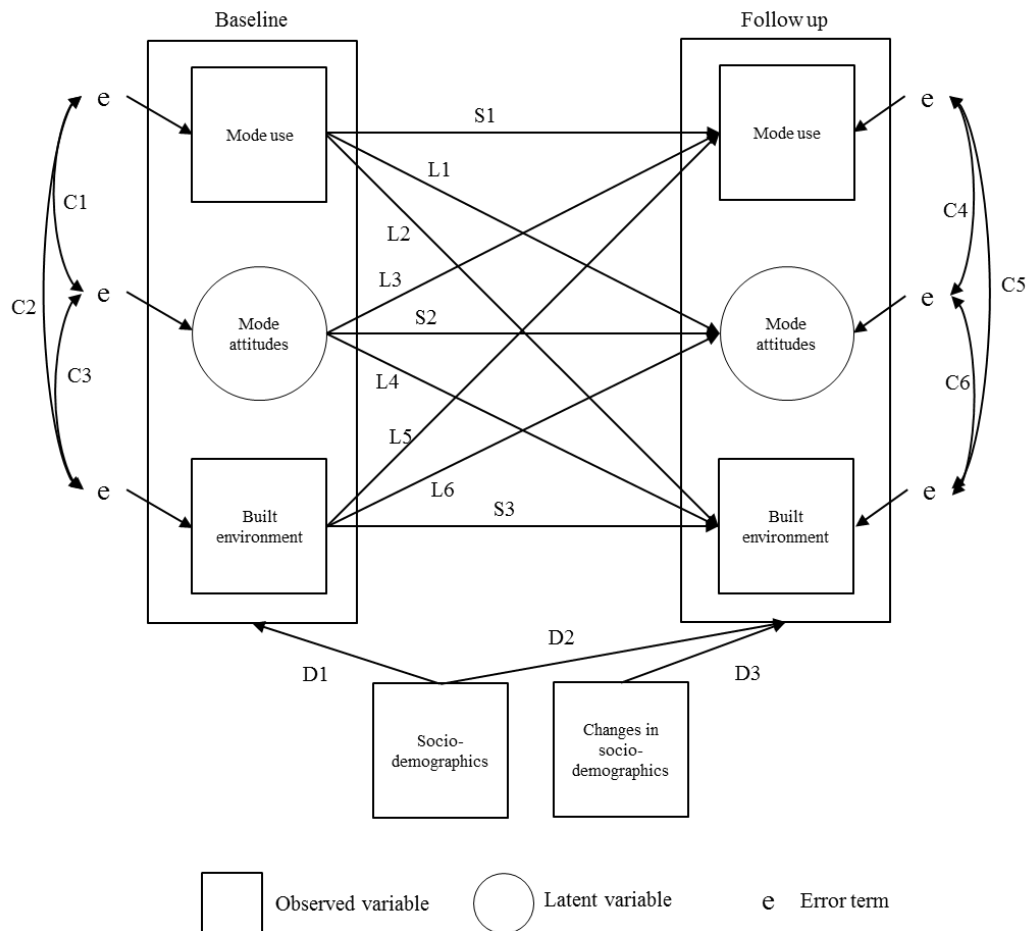 Baseline
Follow up
e
Mode use
S1
Mode use
e
L1
C1
C4
L2
L3
e
Mode
attitudes
S2
Mode
attitudes
e
C2
C5
C3
L4
C6
L5
L6
e
Built
environment
S3
Built
environment
e
D1
D2
D3
Socio-
demographics
Changes in
socio-
demographics
Observed variable
Latent variable
e
Error term